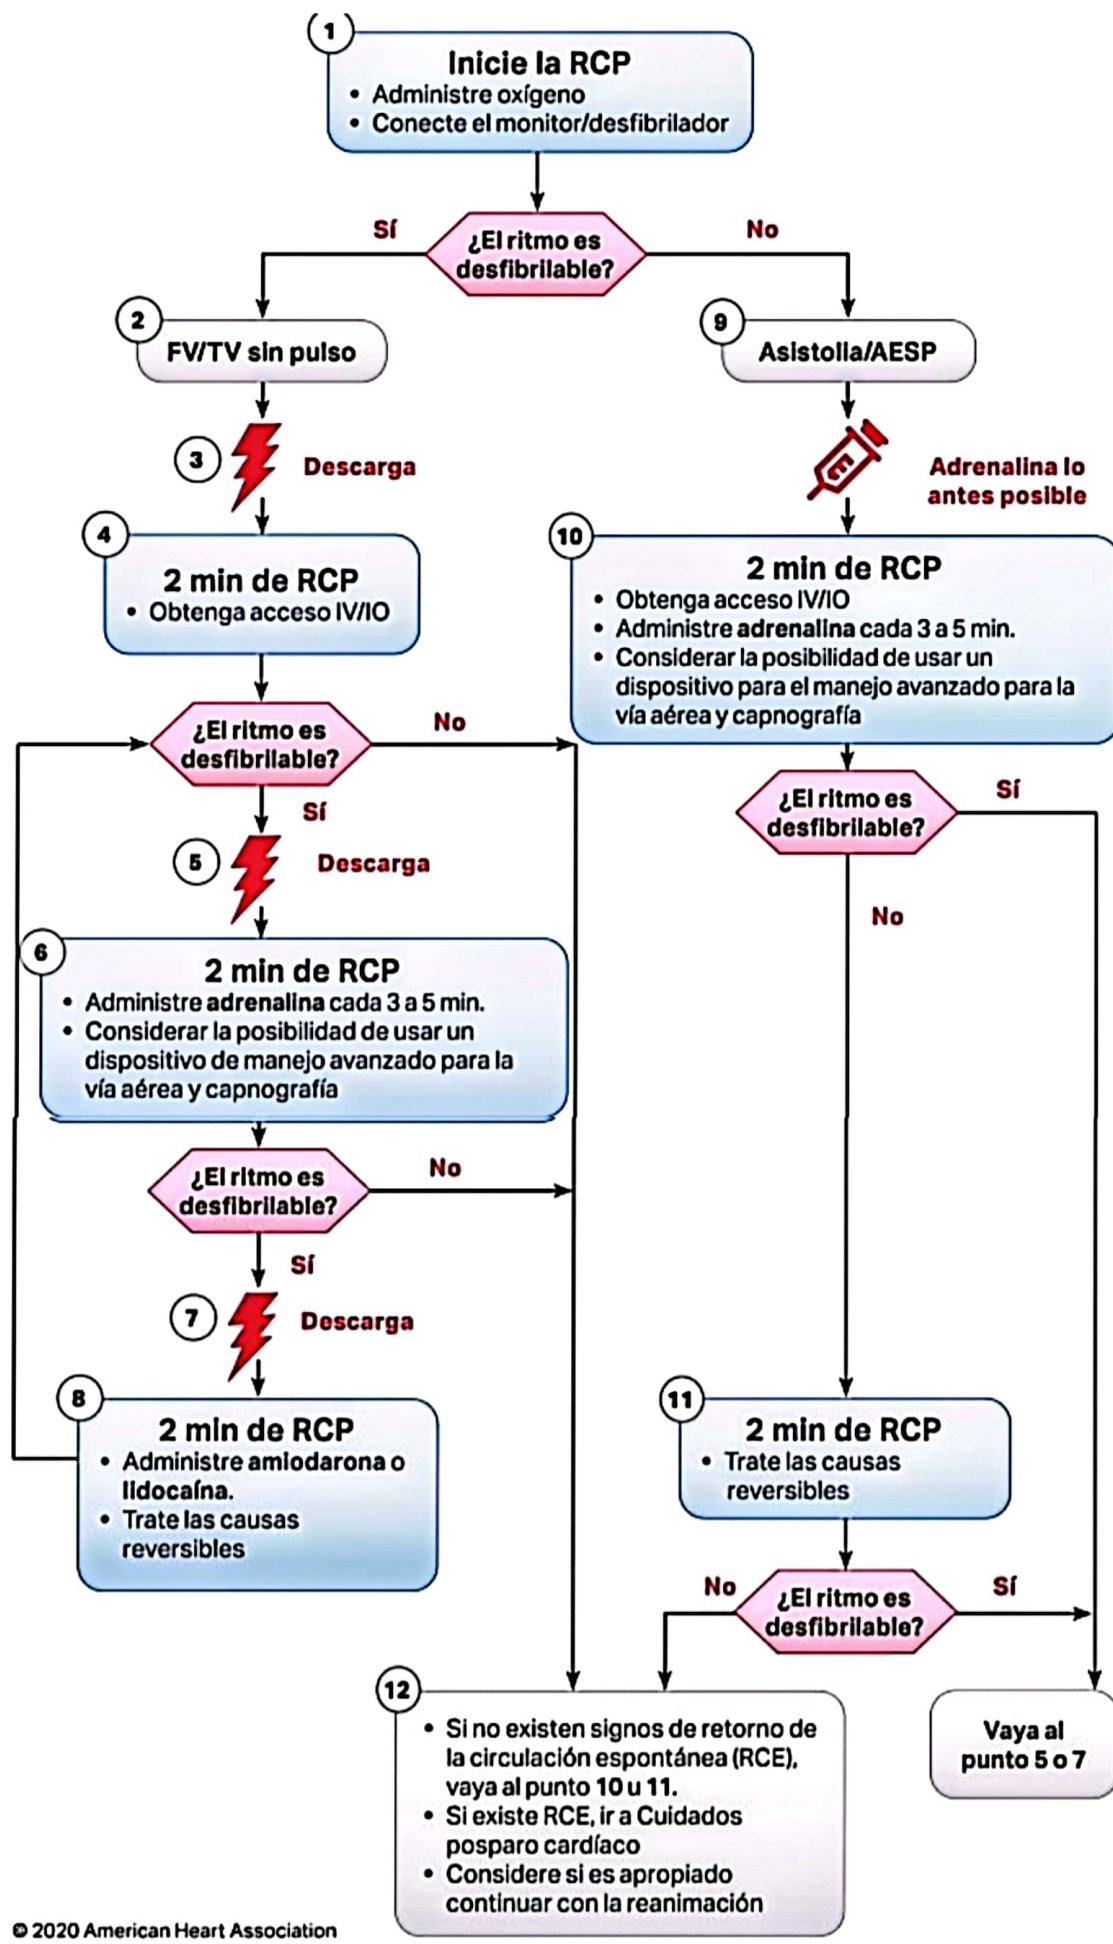 1
Inicie la RCP
• Administre oxígeno
• Conecte el monitor/desfibrilador
¿El ritmo es
desfibrilable?
Sí
No
2
FV/TV sin pulso
3
Descarga
4
2 min de RCP
• Obtenga acceso IV/IO
¿El ritmo es
desfibrilable?
No
Sí
5
Descarga
6
2 min de RCP
• Administre adrenalina cada 3 a 5 min.
• Considerar la posibilidad de usar un
dispositivo de manejo avanzado para la
vía aérea y capnografía
¿El ritmo es
desfibrilable?
No
Sí
7
Descarga
8
2 min de RCP
• Administre amiodarona o
lidocaína.
• Trate las causas
reversibles
9
Asistolia/AESP
E
Adrenalina lo
antes posible
10
2 min de RCP
• Obtenga acceso IV/IO
• Administre adrenalina cada 3 a 5 min.
• Considerar la posibilidad de usar un
dispositivo para el manejo avanzado para la
vía aérea y capnografía
¿El ritmo es
desfibrilable?
Sí
No
11
2 min de RCP
• Trate las causas
reversibles
¿El ritmo es
desfibrilable?
No
Sí
12
• Si no existen signos de retorno de
la circulación espontánea (RCE),
vaya al punto 10 u 11.
• Si existe RCE, ir a Cuidados
posparo cardíaco
• Considere si es apropiado
continuar con la reanimación
Vaya al
punto 5 o 7
© 2020 American Heart Association